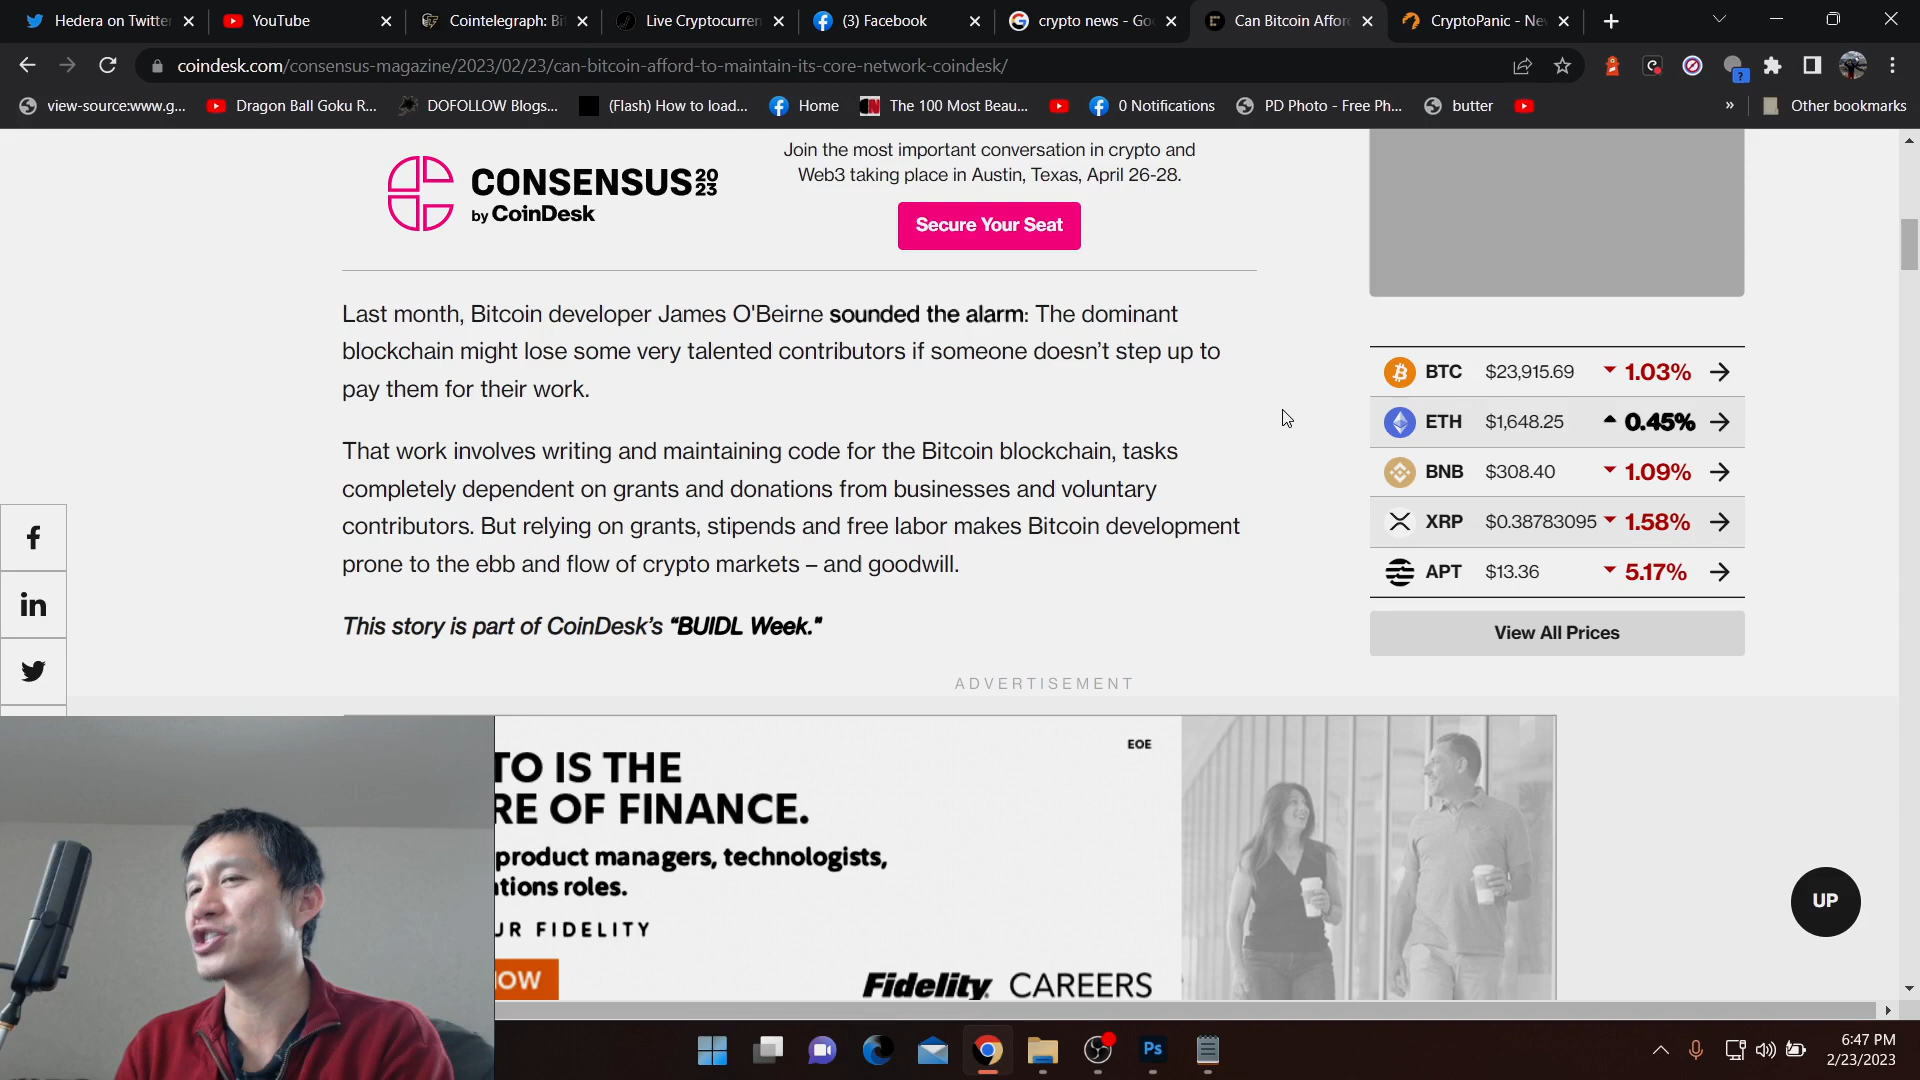 Hedera on Twitter
YouTube
Cointelegraph: Bi
Live Cryptocurren
(3) Facebook
crypto news - Go
Can Bitcoin Affor
CryptoPanic - Ne
coindesk.com/consensus-magazine/2023/02/23/can-bitcoin-afford-to-maintain-its-core-network-coindesk/
view-source:www.g...
Dragon Ball Goku R...
DOFOLLOW Blogs...
(Flash) How to load...
Home
The 100 Most Beau...
0 Notifications
PD Photo - Free Ph...
butter
Other bookmarks
CONSENSUS 2023
by CoinDesk
Join the most important conversation in crypto and
Web3 taking place in Austin, Texas, April 26-28.
Secure Your Seat
Last month, Bitcoin developer James O'Beirne sounded the alarm: The dominant
blockchain might lose some very talented contributors if someone doesn’t step up to
pay them for their work.
That work involves writing and maintaining code for the Bitcoin blockchain, tasks
completely dependent on grants and donations from businesses and voluntary
contributors. But relying on grants, stipends and free labor makes Bitcoin development
prone to the ebb and flow of crypto markets – and goodwill.
This story is part of CoinDesk’s “BUIDL Week.”
BTC $23,915.69 1.03%
ETH $1,648.25 0.45%
BNB $308.40 1.09%
XRP $0.38783095 1.58%
APT $13.36 5.17%
View All Prices
ADVERTISEMENT
EOE
TO IS THE
RE OF FINANCE.
product managers, technologists,
ations roles.
UR FIDELITY
OW
Fidelity CAREERS
UP
Ps
6:47 PM
2/23/2023